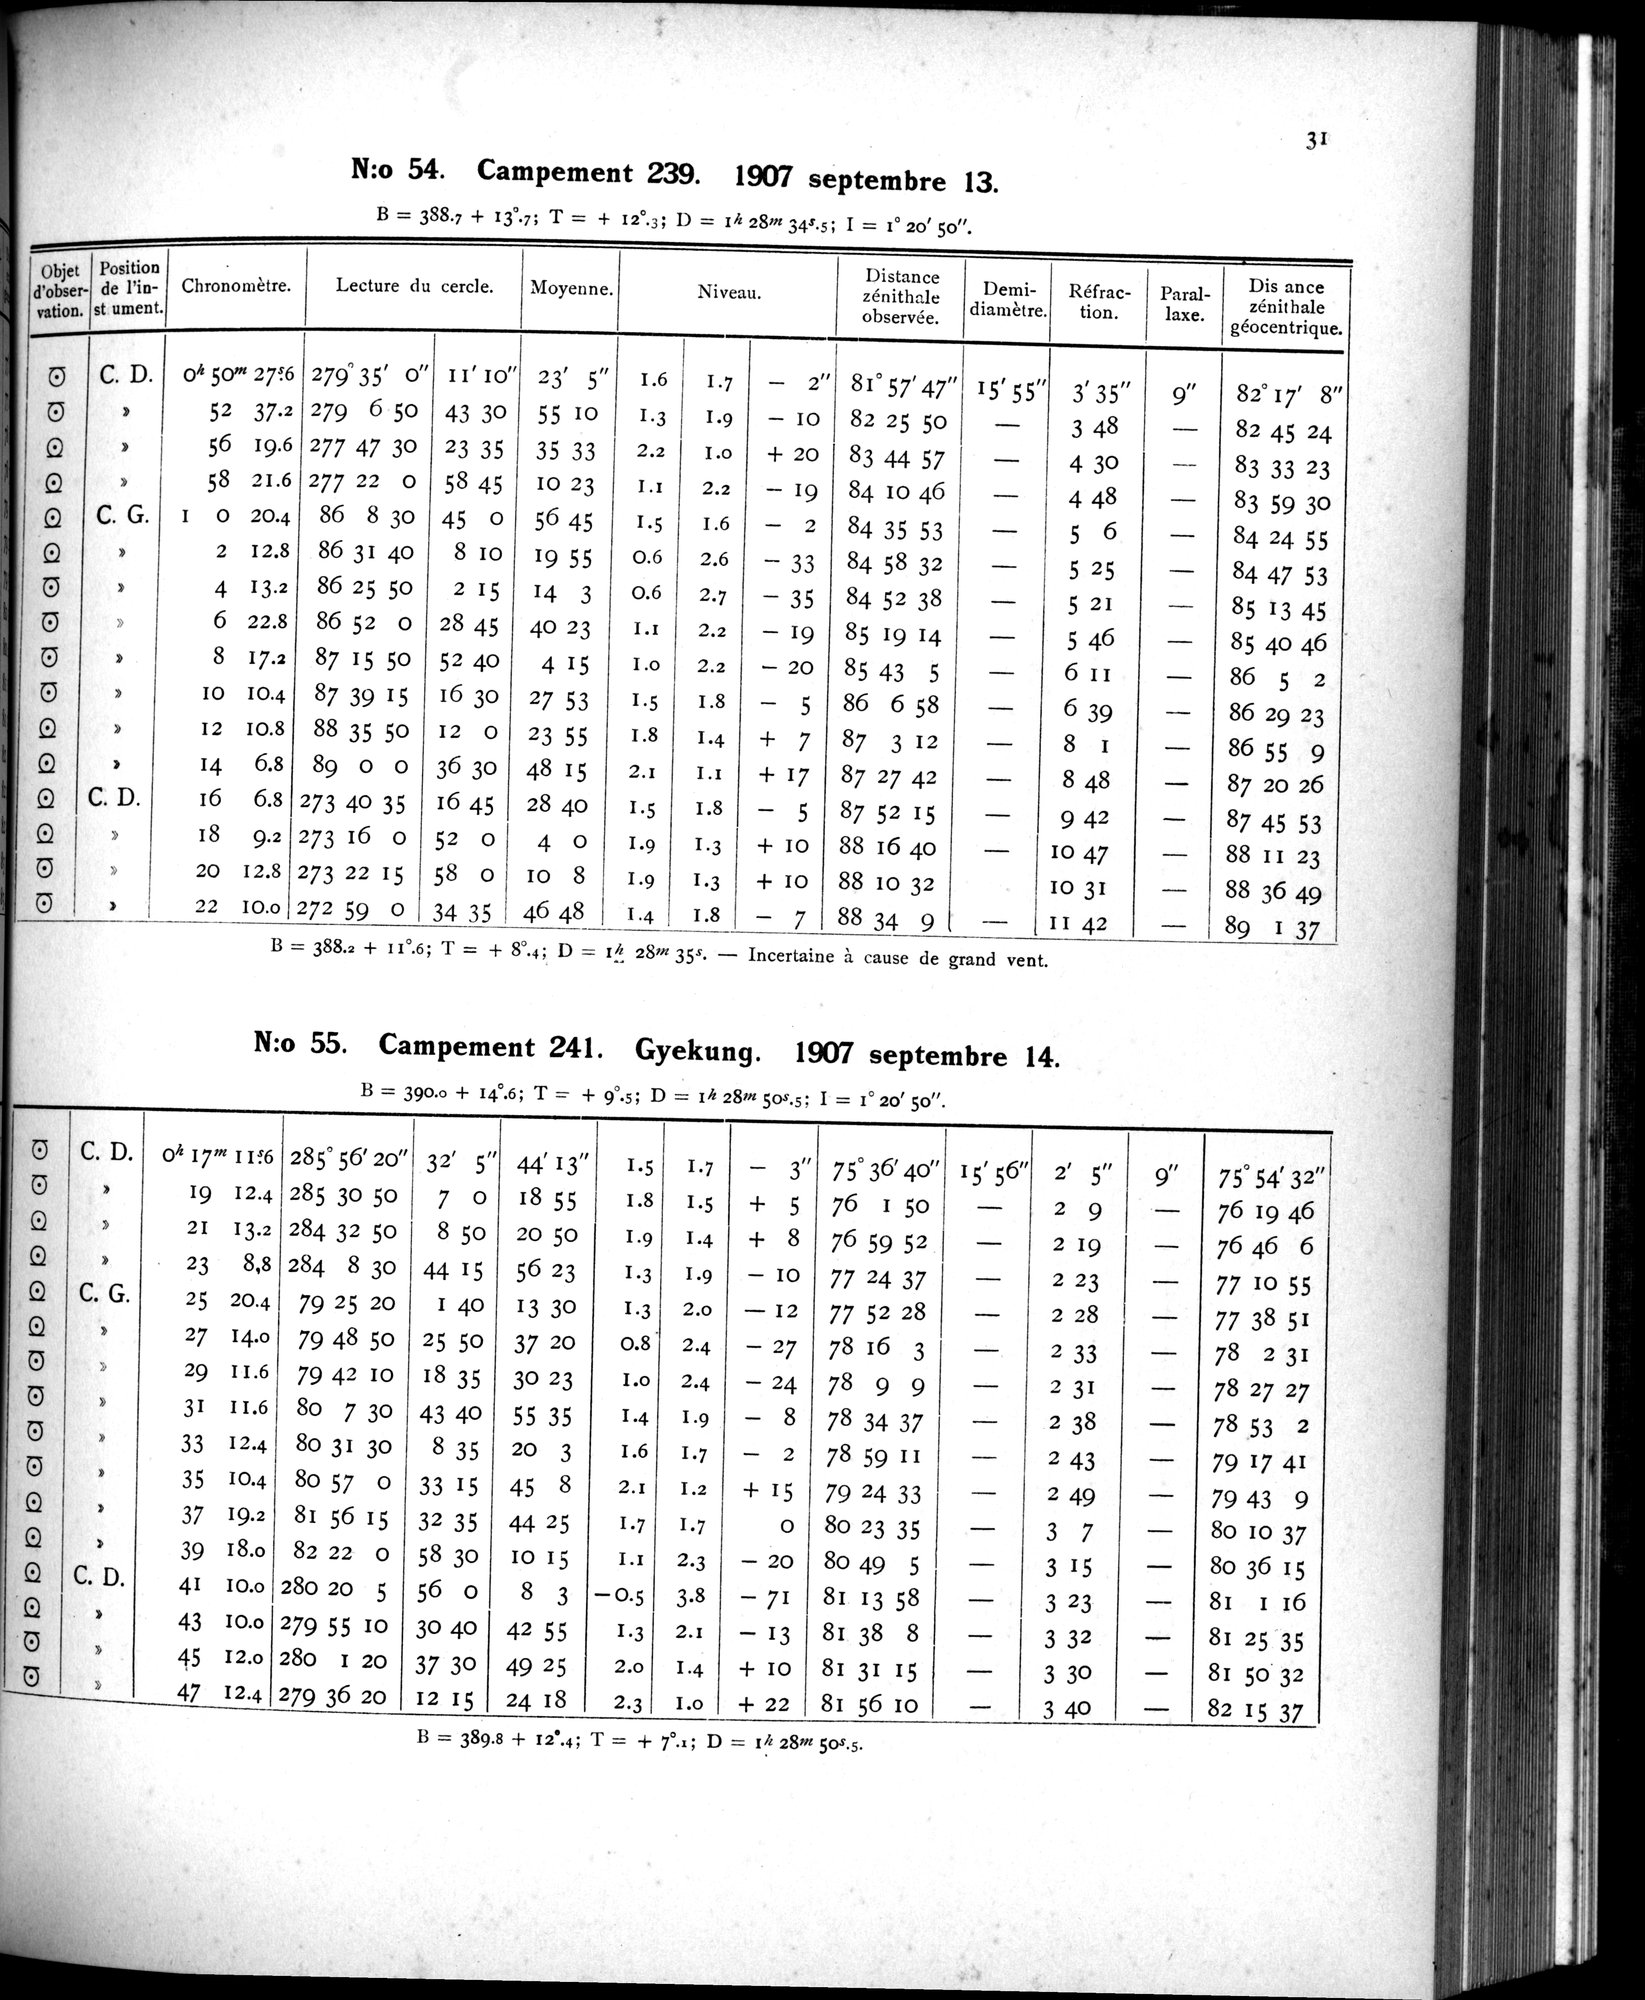 31
N:o 54. Campement 239. 1907 septembre 13.
B = 388.7 + 13°.7; T = + 12°.3; D = 1h 28m 34s.5; I = 1° 20′ 50″.
Objet d'observation. Position de l'in- st ument. Chronomètre. Lecture du cercle. Moyenne. Niveau. Distance zénithale observée. Demi-diamètre. Réfrac-tion. Paral-laxe. Dis ance zénithale géocentrique.
C. D. 0h 50m 27s.6 279° 35′ 0″ 11′ 10″ 23′ 5″ 1.6 1.7 — 2″ 81° 57′ 47″ 15′ 55″ 3′ 35″ 9″ 82° 17′ 8″
» 52 37.2 279 6 50 43 30 55 10 1.3 1.9 — 10 82 25 50 — 3 48 — 82 45 24
» 56 19.6 277 47 30 23 35 35 33 2.2 1.0 + 20 83 44 57 — 4 30 — 83 33 23
» 58 21.6 277 22 0 58 45 10 23 1.1 2.2 — 19 84 10 46 — 4 48 — 83 59 30
C. G. 1 0 20.4 86 8 30 45 0 56 45 1.5 1.6 — 2 84 35 53 — 5 6 — 84 24 55
» 2 12.8 86 31 40 8 10 19 55 0.6 2.6 — 33 84 58 32 — 5 25 — 84 47 53
» 4 13.2 86 25 50 2 15 14 3 0.6 2.7 — 35 84 52 38 — 5 21 — 85 13 45
» 6 22.8 86 52 0 28 45 40 23 1.1 2.2 — 19 85 19 14 — 5 46 — 85 40 46
» 8 17.2 87 15 50 52 40 4 15 1.0 2.2 — 20 85 43 5 — 6 11 — 86 5 2
» 10 10.4 87 39 15 16 30 27 53 1.5 1.8 — 5 86 6 58 — 6 39 — 86 29 23
» 12 10.8 88 35 50 12 0 23 55 1.8 1.4 + 7 87 3 12 — 8 1 — 86 55 9
» 14 6.8 89 0 0 36 30 48 15 2.1 1.1 + 17 87 27 42 — 8 48 — 87 20 26
C. D. 16 6.8 273 40 35 16 45 28 40 1.5 1.8 — 5 87 52 15 — 9 42 — 87 45 53
» 18 9.2 273 16 0 52 0 4 0 1.9 1.3 + 10 88 16 40 — 10 47 — 88 11 23
» 20 12.8 273 22 15 58 0 10 8 1.9 1.3 + 10 88 10 32 10 31 — 88 36 49
» 22 10.0 272 59 0 34 35 46 48 1.4 1.8 — 7 88 34 9 — 11 42 — 89 1 37
B = 388.2 + 11°.6; T = + 8°.4; D = 1h 28m 35s. — Incertaine à cause de grand vent.
N:o 55. Campement 241. Gyekung. 1907 septembre 14.
B = 390.0 + 14°.6; T = + 9°.5; D = 1h 28m 50s.5; I = 1° 20′ 50″.
C. D. 0h 17m 11s.6 285° 56′ 20″ 32′ 5″ 44′ 13″ 1.5 1.7 — 3″ 75° 36′ 40″ 15′ 56″ 2′ 5″ 9″ 75° 54′ 32″
» 19 12.4 285 30 50 7 0 18 55 1.8 1.5 + 5 76 1 50 — 2 9 — 76 19 46
» 21 13.2 284 32 50 8 50 20 50 1.9 1.4 + 8 76 59 52 — 2 19 — 76 46 6
» 23 8,8 284 8 30 44 15 56 23 1.3 1.9 — 10 77 24 37 — 2 23 — 77 10 55
C. G. 25 20.4 79 25 20 1 40 13 30 1.3 2.0 — 12 77 52 28 — 2 28 — 77 38 51
» 27 14.0 79 48 50 25 50 37 20 0.8 2.4 — 27 78 16 3 — 2 33 — 78 2 31
» 29 11.6 79 42 10 18 35 30 23 1.0 2.4 — 24 78 9 9 — 2 31 — 78 27 27
» 31 11.6 80 7 30 43 40 55 35 1.4 1.9 — 8 78 34 37 — 2 38 — 78 53 2
» 33 12.4 80 31 30 8 35 20 3 1.6 1.7 — 2 78 59 11 — 2 43 — 79 17 41
» 35 10.4 80 57 0 33 15 45 8 2.1 1.2 + 15 79 24 33 — 2 49 — 79 43 9
» 37 19.2 81 56 15 32 35 44 25 1.7 1.7 0 80 23 35 — 3 7 — 80 10 37
» 39 18.0 82 22 0 58 30 10 15 1.1 2.3 — 20 80 49 5 — 3 15 — 80 36 15
C. D. 41 10.0 280 20 5 56 0 8 3 —0.5 3.8 — 71 81 13 58 — 3 23 — 81 1 16
» 43 10.0 279 55 10 30 40 42 55 1.3 2.1 — 13 81 38 8 — 3 32 — 81 25 35
» 45 12.0 280 1 20 37 30 49 25 2.0 1.4 + 10 81 31 15 — 3 30 — 81 50 32
» 47 12.4 279 36 20 12 15 24 18 2.3 1.0 + 22 81 56 10 — 3 40 — 82 15 37
B = 389.8 + 12°.4; T = + 7°.1; D = 1h 28m 50s.5.